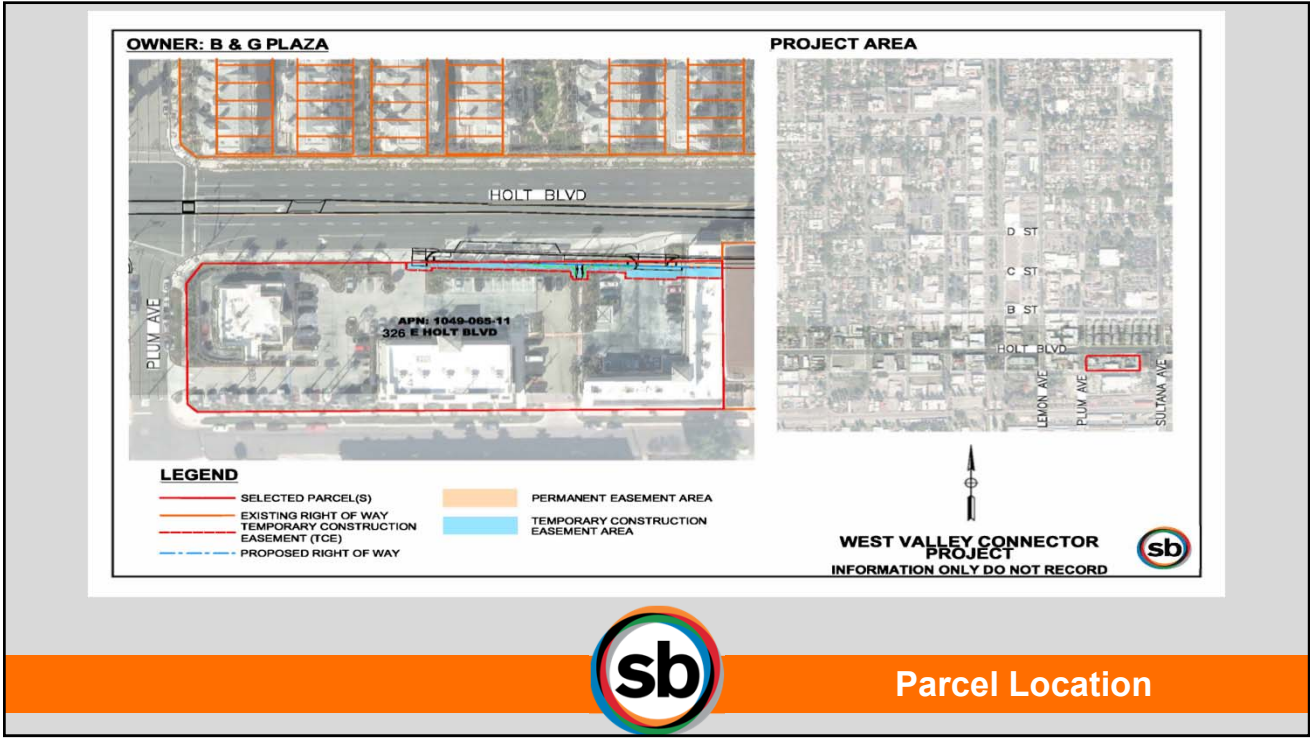 OWNER: B & G PLAZA
PROJECT AREA
HOLT BLVD
PLUM AVE
APN: 1049-065-11
326 E HOLT BLVD
D ST
C ST
B ST
HOLT BLVD
LEMON AVE
PLUM AVE
SULTANA AVE
LEGEND
SELECTED PARCEL(S)
EXISTING RIGHT OF WAY
TEMPORARY CONSTRUCTION
EASEMENT (TCE)
PROPOSED RIGHT OF WAY
PERMANENT EASEMENT AREA
TEMPORARY CONSTRUCTION
EASEMENT AREA
WEST VALLEY CONNECTOR
PROJECT
INFORMATION ONLY DO NOT RECORD
sb
sb
Parcel Location